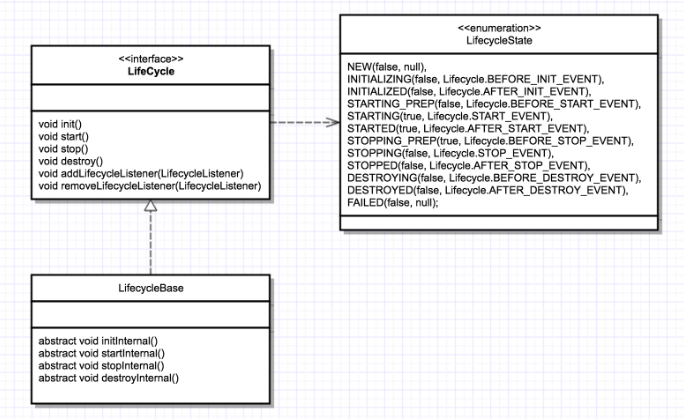 <<interface>>
LifeCycle
void init()
void start()
void stop()
void destroy()
void addLifecycleListener(LifecycleListener)
void removeLifecycleListener(LifecycleListener)
<<enumeration>>
LifecycleState
NEW(false, null),
INITIALIZING(false, Lifecycle.BEFORE_INIT_EVENT),
INITIALIZED(false, Lifecycle.AFTER_INIT_EVENT),
STARTING_PREP(false, Lifecycle.BEFORE_START_EVENT),
STARTING(true, Lifecycle.START_EVENT),
STARTED(true, Lifecycle.AFTER_START_EVENT),
STOPPING_PREP(true, Lifecycle.BEFORE_STOP_EVENT),
STOPPING(false, Lifecycle.STOP_EVENT),
STOPPED(false, Lifecycle.AFTER_STOP_EVENT),
DESTROYING(false, Lifecycle.BEFORE_DESTROY_EVENT),
DESTROYED(false, Lifecycle.AFTER_DESTROY_EVENT),
FAILED(false, null);
LifecycleBase
abstract void initInternal()
abstract void startInternal()
abstract void stopInternal()
abstract void destroyInternal()